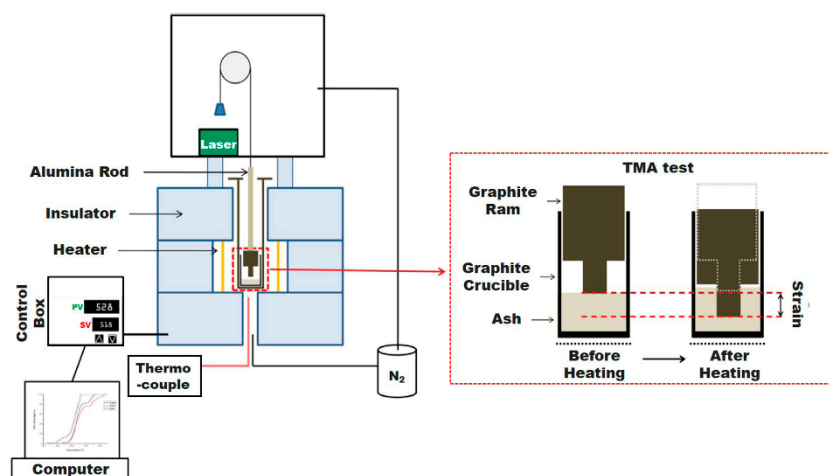 Laser
Alumina Rod
Insulator
Heater
Control
Box
PV 528
SV 518
Thermo
-couple
N2
Computer
TMA test
Graphite
Ram
Graphite
Crucible
Ash
Strain
Before
Heating
After
Heating